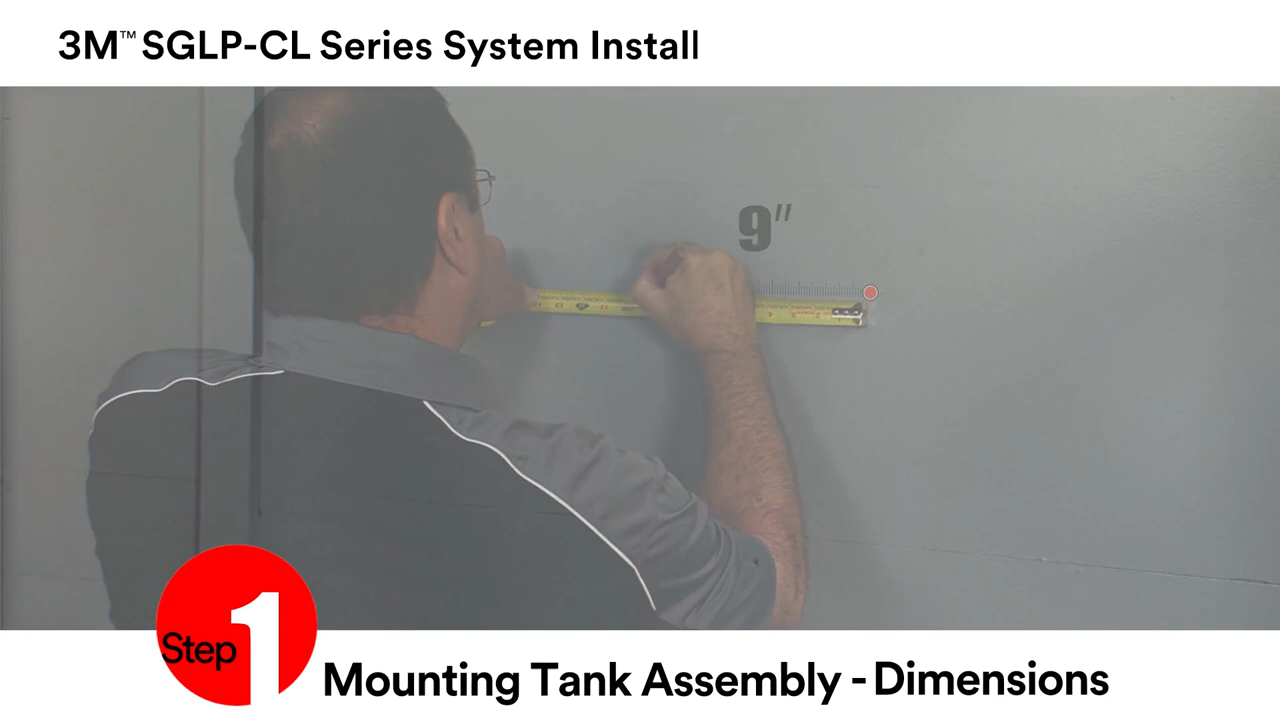 3M™ SGLP-CL Series System Install
9"
Step 1
Mounting Tank Assembly - Dimensions